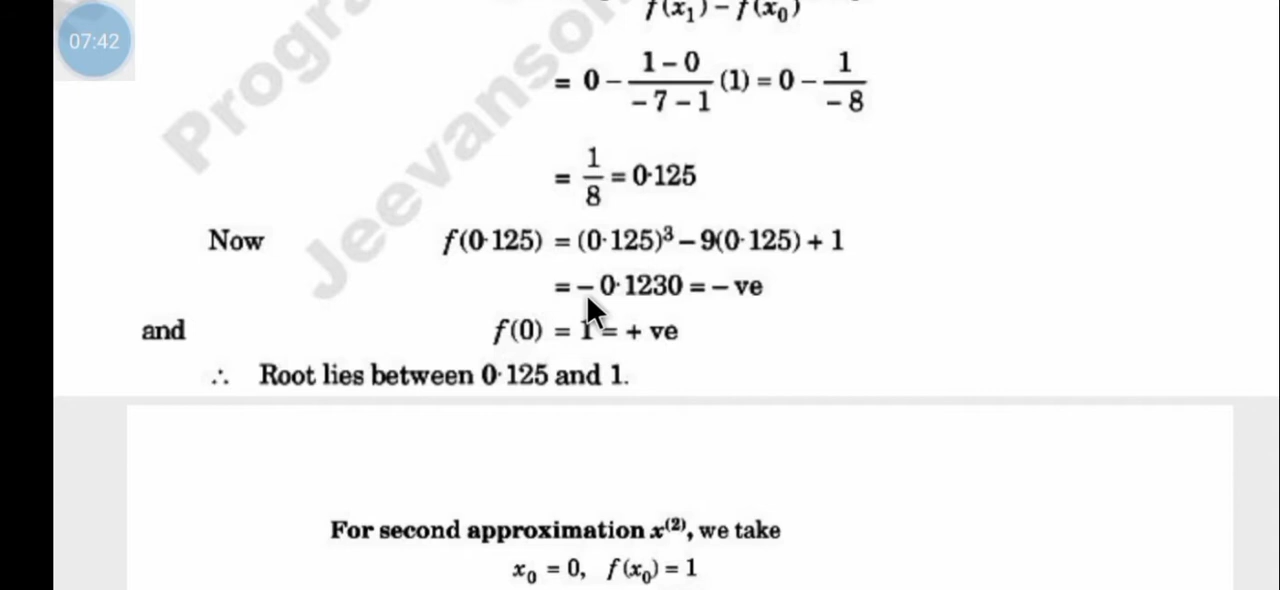 07:42
f(x₁) – f(x₀)
= 0 – (1 – 0)/(– 7 – 1) (1) = 0 – 1/(– 8)
= 1/8 = 0·125
Now f(0·125) = (0·125)³ – 9(0·125) + 1
= – 0·1230 = – ve
and f(0) = 1 = + ve
∴ Root lies between 0·125 and 1.
For second approximation x⁽²⁾, we take
x₀ = 0, f(x₀) = 1